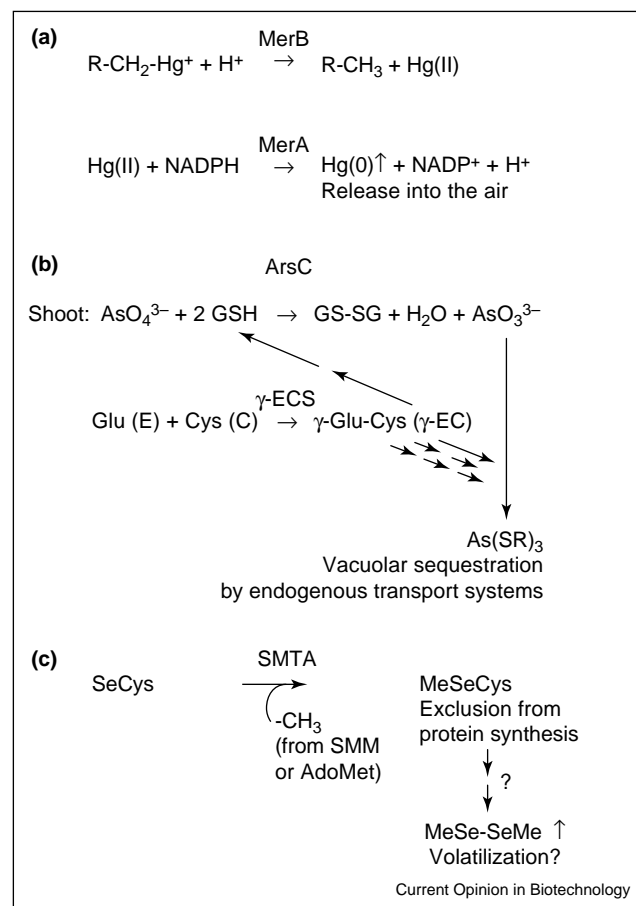 (a)
MerB
R-CH₂-Hg⁺ + H⁺ → R-CH₃ + Hg(II)
MerA
Hg(II) + NADPH → Hg(0)↑ + NADP⁺ + H⁺
Release into the air
(b)
ArsC
Shoot: AsO₄³⁻ + 2 GSH → GS-SG + H₂O + AsO₃³⁻
γ-ECS
Glu (E) + Cys (C) → γ-Glu-Cys (γ-EC)
As(SR)₃
Vacuolar sequestration
by endogenous transport systems
(c)
SMTA
SeCys MeSeCys
-CH₃ Exclusion from
(from SMM protein synthesis
or AdoMet)
?
MeSe-SeMe ↑
Volatilization?
Current Opinion in Biotechnology